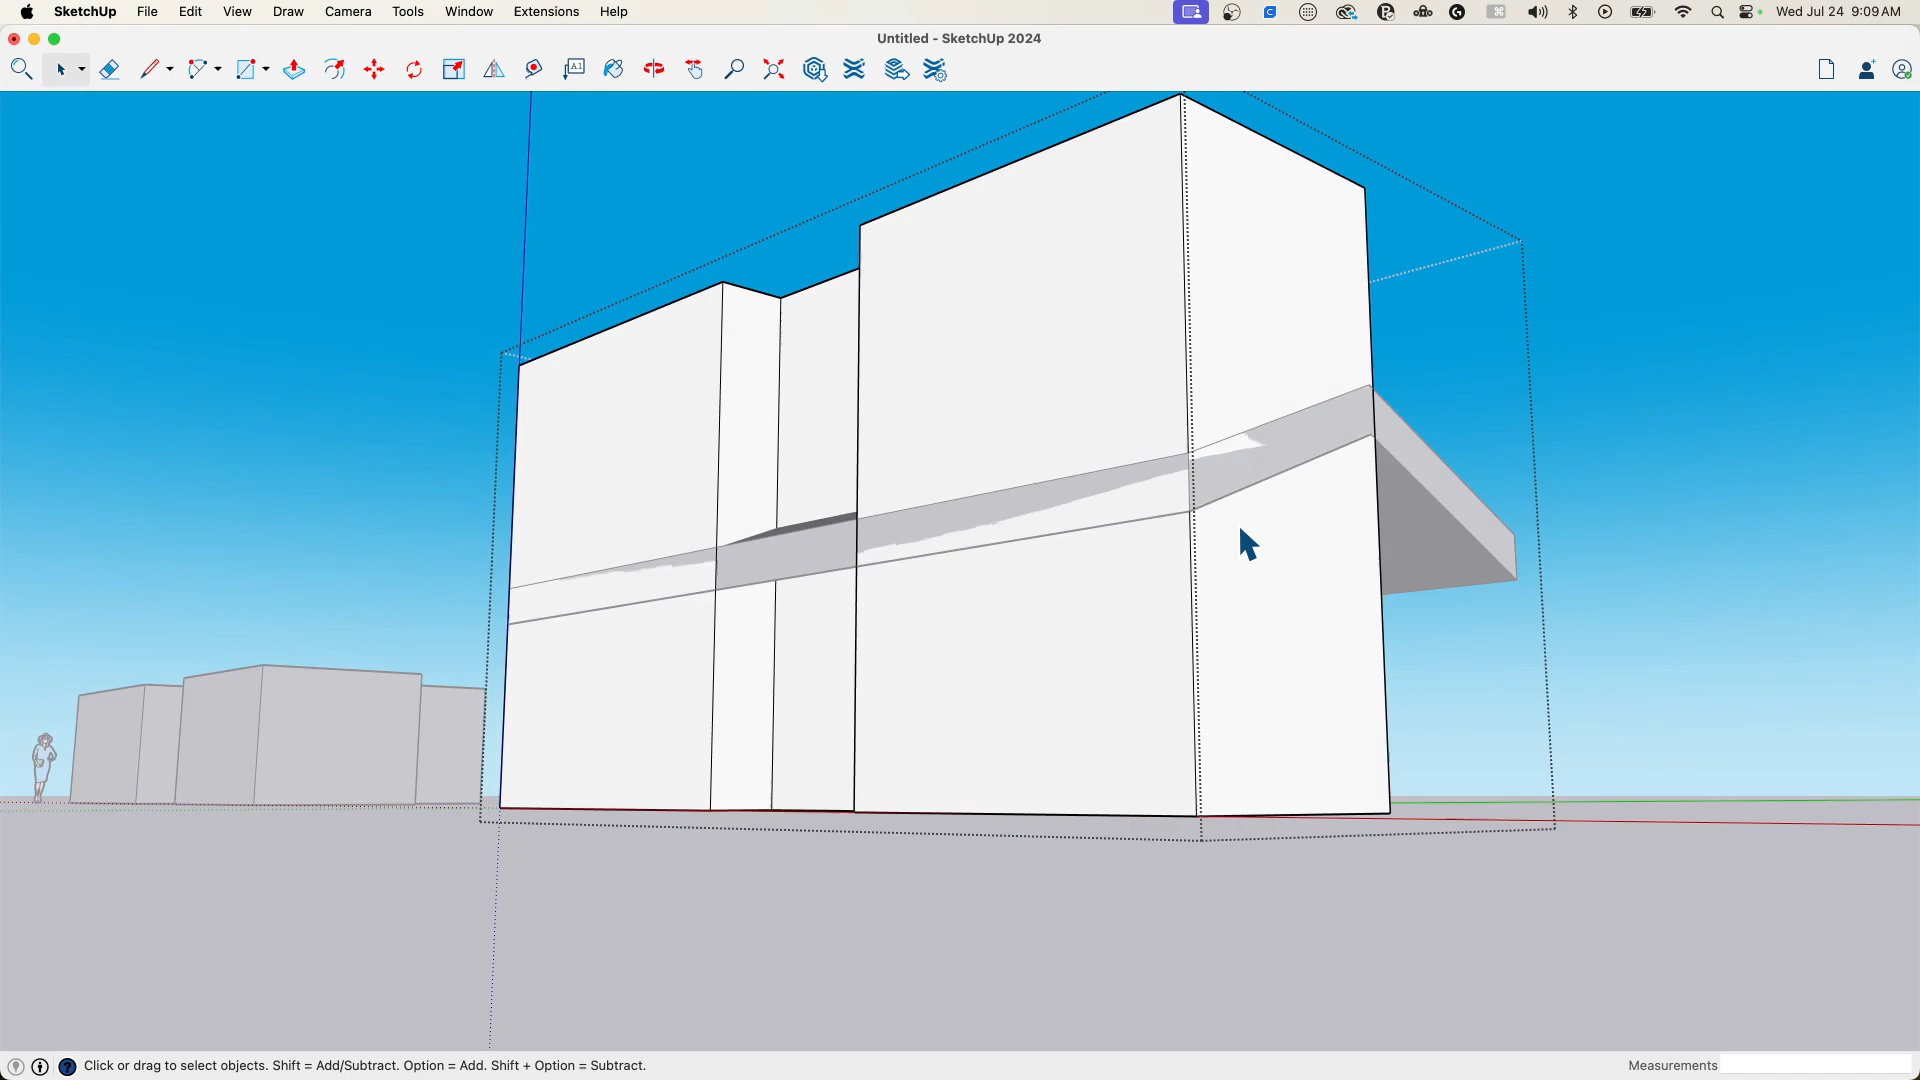 SketchUp File Edit View Draw Camera Tools Window Extensions Help Wed Jul 24 9:09 AM
Untitled - SketchUp 2024
A1
Click or drag to select objects. Shift = Add/Subtract. Option = Add. Shift + Option = Subtract. Measurements